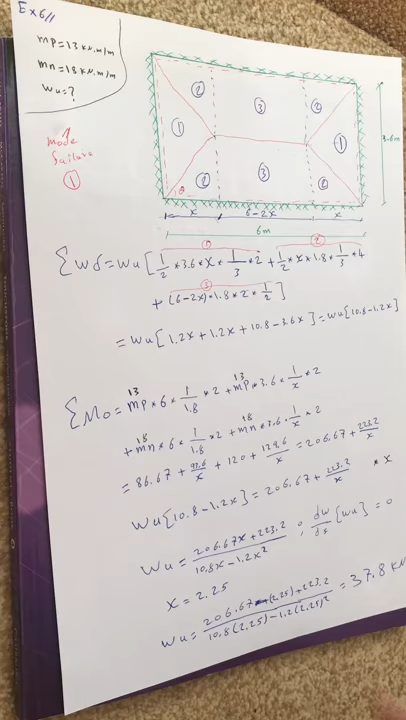 Ex6//
mp=13 kN.m/m
mn=18 kN.m/m
wu=?
mode
failure
①
② ③ ②
① ①
② ③ ②
θ
3.6m
x 6-2x x
6m
① ②
Σwδ=wu[1/2*3.6*x*1/3*2+1/2*x*1.8*1/3*4
③
+(6-2x)*1.8*2*1/2]
=wu[1.2x+1.2x+10.8-3.6x]=wu[10.8-1.2x]
13 13
ΣMθ=mp*6*1/1.8*2+mp*3.6*1/x*2
18 18
+mn*6*1/1.8*2+mn*3.6*1/x*2
=86.67+93.6/x+120+129.6/x=206.67+223.2/x
wu[10.8-1.2x]=206.67+223.2/x *x
wu=206.67x+223.2/10.8x-1.2x² ; dw/dx[wu]=0
x=2.25
wu=206.67*(2.25)+223.2/10.8(2.25)-1.2(2.25)²=37.8 kN